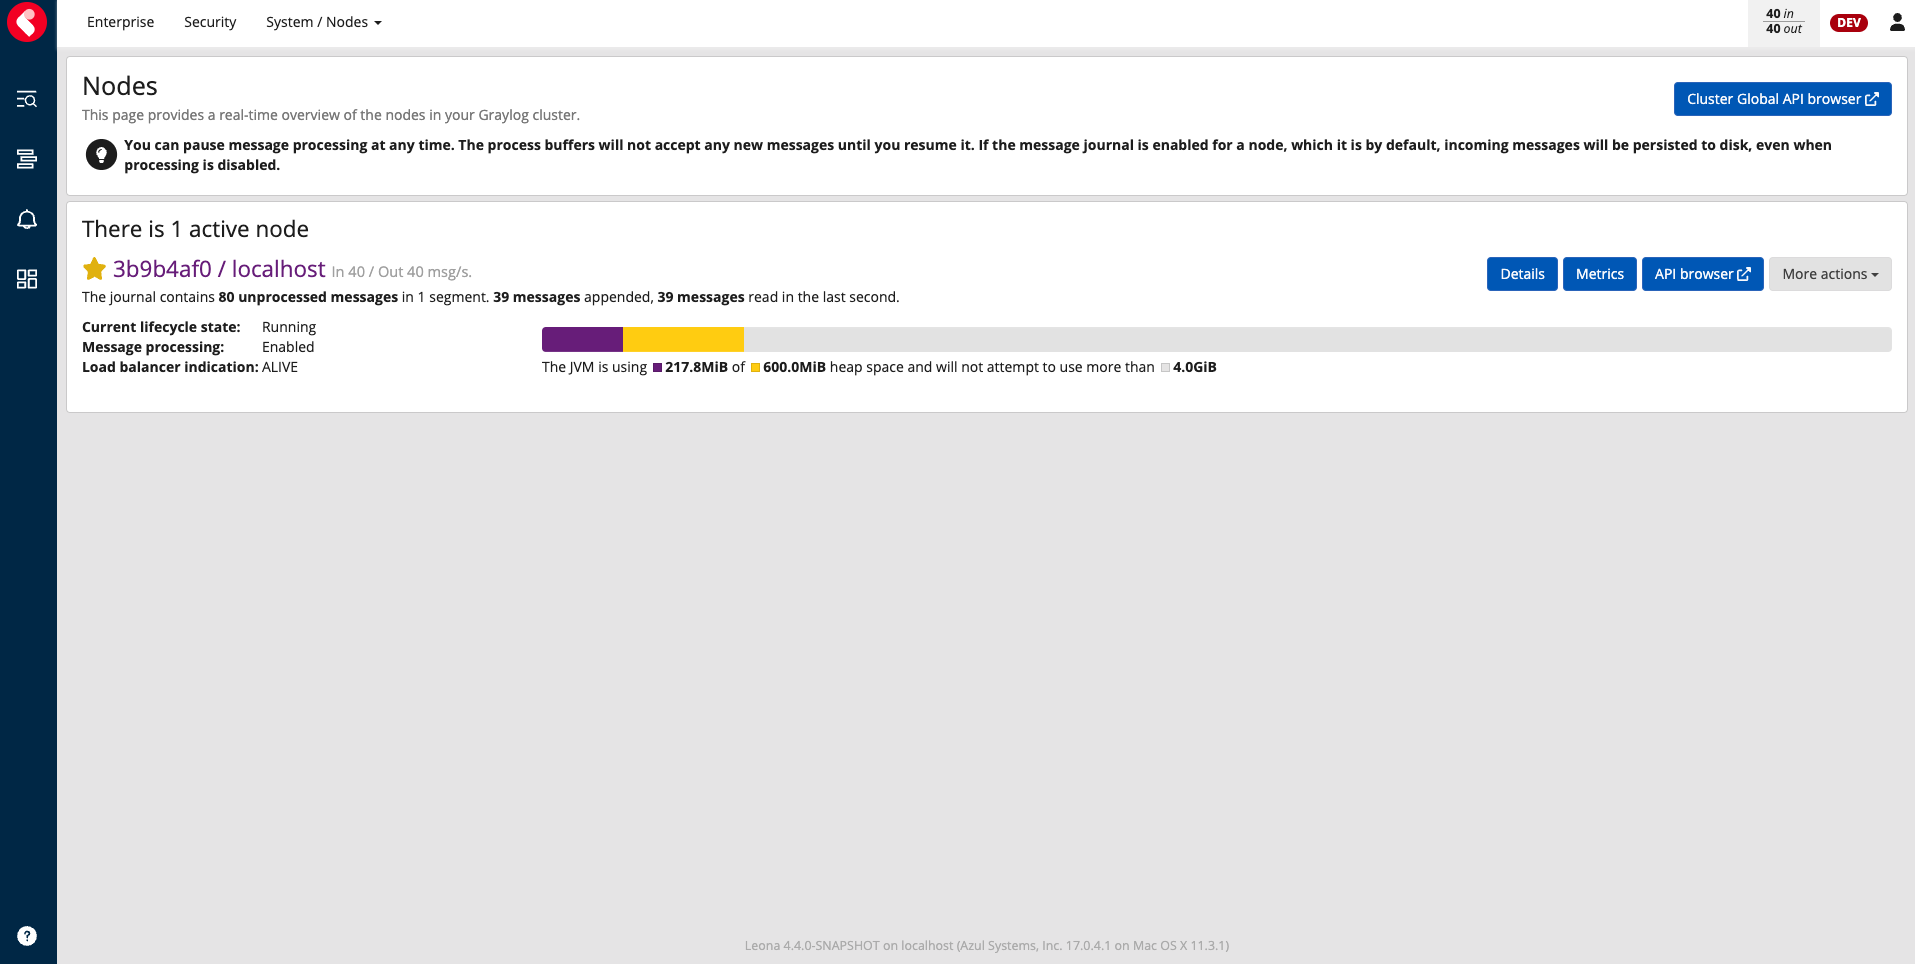 Enterprise Security System / Nodes
40 in
40 out
DEV
Nodes
This page provides a real-time overview of the nodes in your Graylog cluster.
Cluster Global API browser
You can pause message processing at any time. The process buffers will not accept any new messages until you resume it. If the message journal is enabled for a node, which it is by default, incoming messages will be persisted to disk, even when
processing is disabled.
There is 1 active node
3b9b4af0 / localhost In 40 / Out 40 msg/s.
Details Metrics API browser More actions
The journal contains 80 unprocessed messages in 1 segment. 39 messages appended, 39 messages read in the last second.
Current lifecycle state: Running
Message processing: Enabled
Load balancer indication: ALIVE
The JVM is using 217.8MiB of 600.0MiB heap space and will not attempt to use more than 4.0GiB
Leona 4.4.0-SNAPSHOT on localhost (Azul Systems, Inc. 17.0.4.1 on Mac OS X 11.3.1)